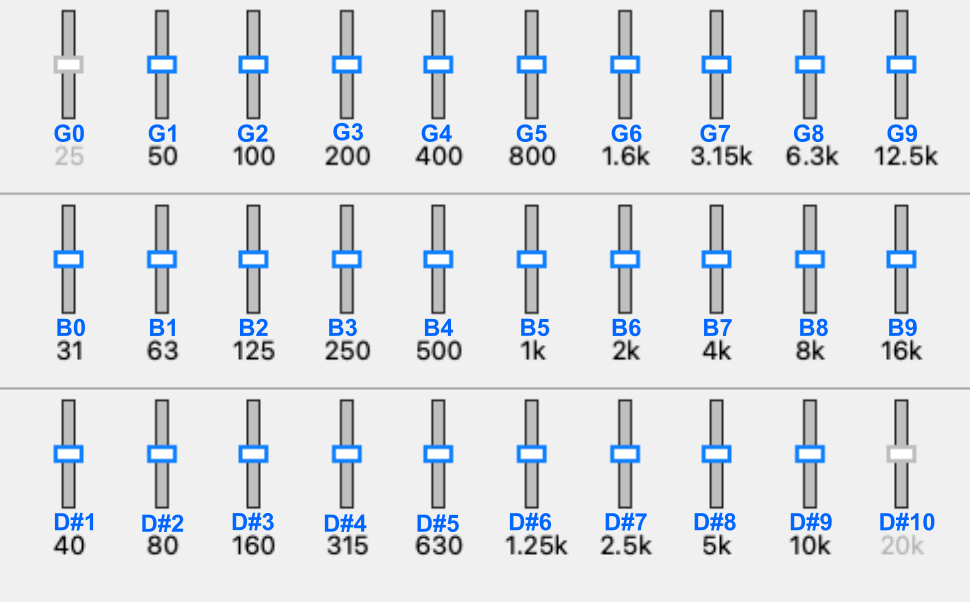 G0 G1 G2 G3 G4 G5 G6 G7 G8 G9
25 50 100 200 400 800 1.6k 3.15k 6.3k 12.5k
B0 B1 B2 B3 B4 B5 B6 B7 B8 B9
31 63 125 250 500 1k 2k 4k 8k 16k
D#1 D#2 D#3 D#4 D#5 D#6 D#7 D#8 D#9 D#10
40 80 160 315 630 1.25k 2.5k 5k 10k 20k